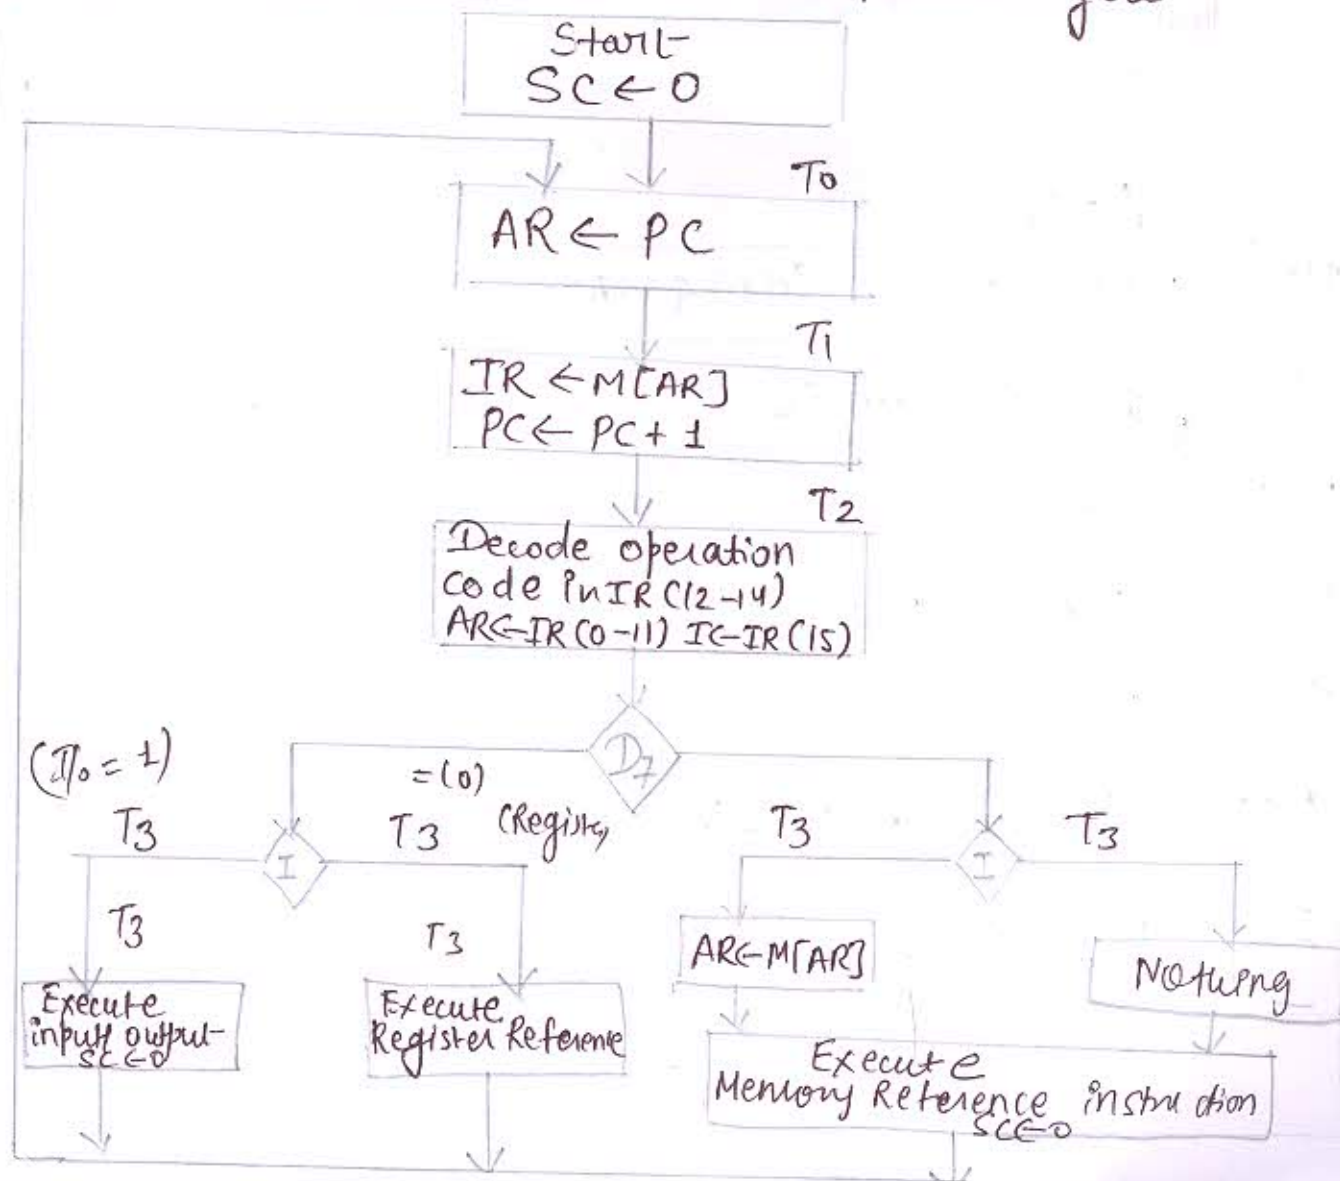 Start
SC ← 0
T0
AR ← PC
T1
IR ← M[AR]
PC ← PC + 1
T2
Decode operation
code in IR (12-14)
AR ← IR (0-11) I ← IR (15)
D7
(I/o = 1)
= (0)
(Register)
T3
I
T3
T3
I
T3
T3
T3
AR ← M[AR]
Nothing
Execute
input output
SC ← 0
Execute
Register Reference
Execute
Memory Reference instruction
SC ← 0